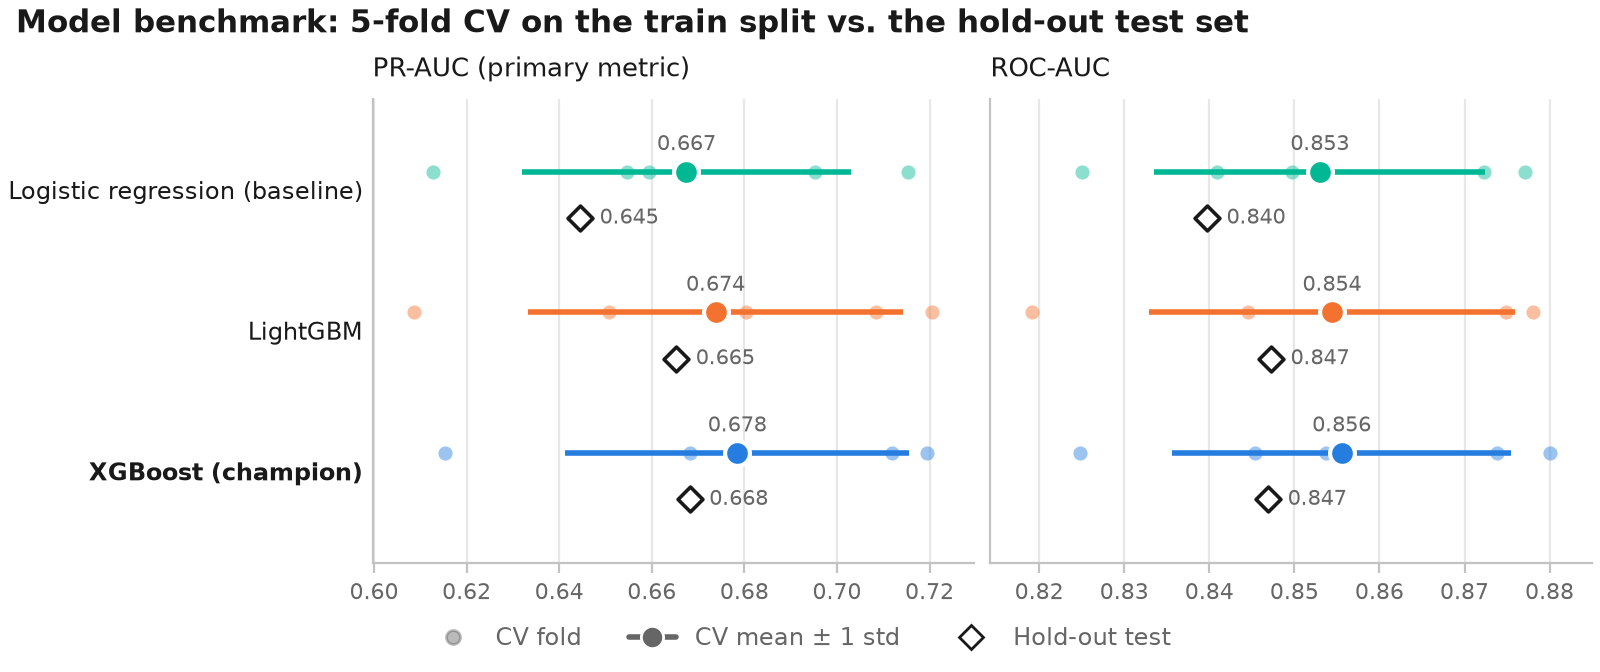 Model benchmark: 5-fold CV on the train split vs. the hold-out test set
PR-AUC (primary metric)
ROC-AUC
Logistic regression (baseline)
0.667
0.645
0.853
0.840
LightGBM
0.674
0.665
0.854
0.847
XGBoost (champion)
0.678
0.668
0.856
0.847
0.60 0.62 0.64 0.66 0.68 0.70 0.72
0.82 0.83 0.84 0.85 0.86 0.87 0.88
CV fold
CV mean ± 1 std
Hold-out test